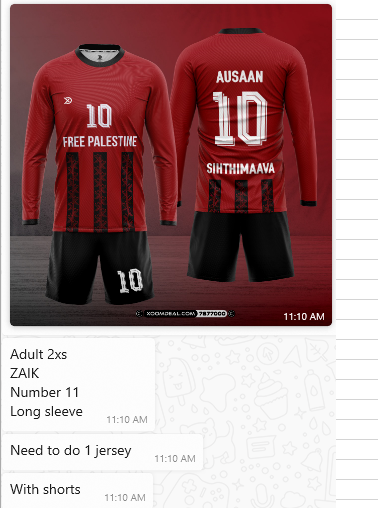 10
FREE PALESTINE
10
AUSAAN
10
SIHTHIMAAVA
XOOMDEAL.COM 7877000
11:10 AM
Adult 2xs
ZAIK
Number 11
Long sleeve
11:10 AM
Need to do 1 jersey
11:10 AM
With shorts
11:10 AM